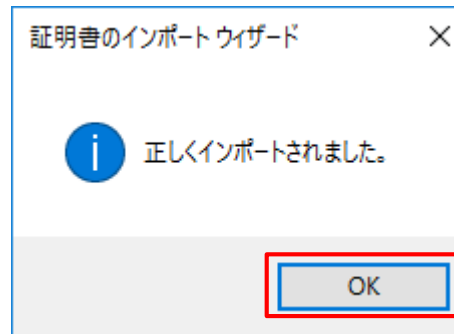 証明書のインポート ウィザード
正しくインポートされました。
OK